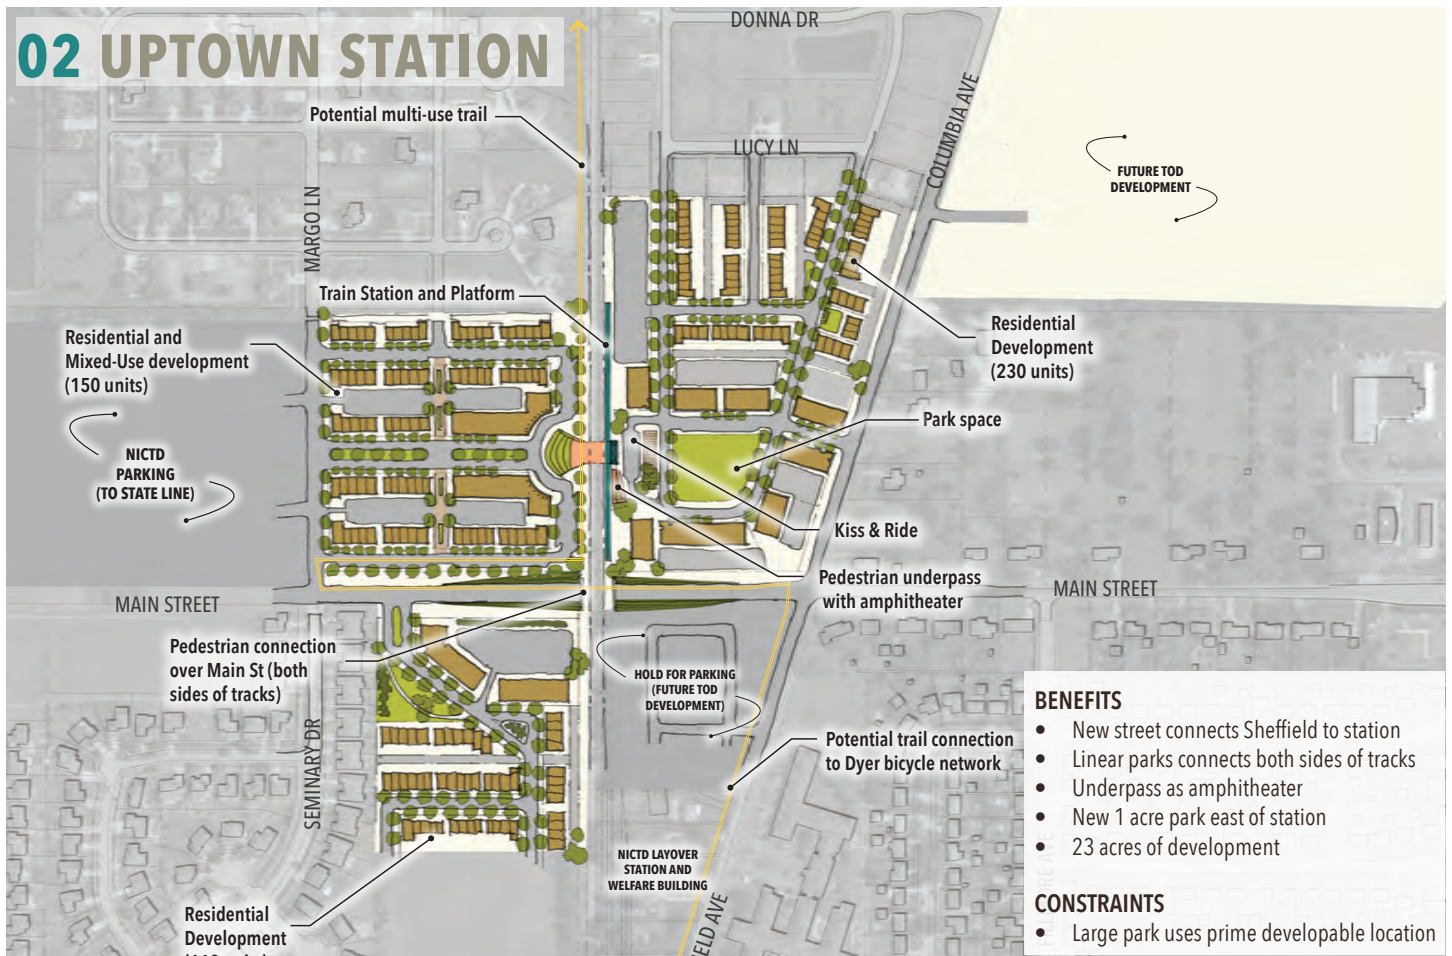 02 UPTOWN STATION
DONNA DR
COLUMBIA AVE
Potential multi-use trail
LUCY LN
FUTURE TOD
DEVELOPMENT
MARGO LN
Train Station and Platform
Residential and
Mixed-Use development
(150 units)
Residential
Development
(230 units)
Park space
NICTD
PARKING
(TO STATE LINE)
Kiss & Ride
Pedestrian underpass
with amphitheater
MAIN STREET
MAIN STREET
Pedestrian connection
over Main St (both
sides of tracks)
HOLD FOR PARKING
(FUTURE TOD
DEVELOPMENT)
SEMINARY DR
Potential trail connection
to Dyer bicycle network
NICTD LAYOVER
STATION AND
WELFARE BUILDING
Residential
Development
BENEFITS
• New street connects Sheffield to station
• Linear parks connects both sides of tracks
• Underpass as amphitheater
• New 1 acre park east of station
• 23 acres of development
CONSTRAINTS
• Large park uses prime developable location